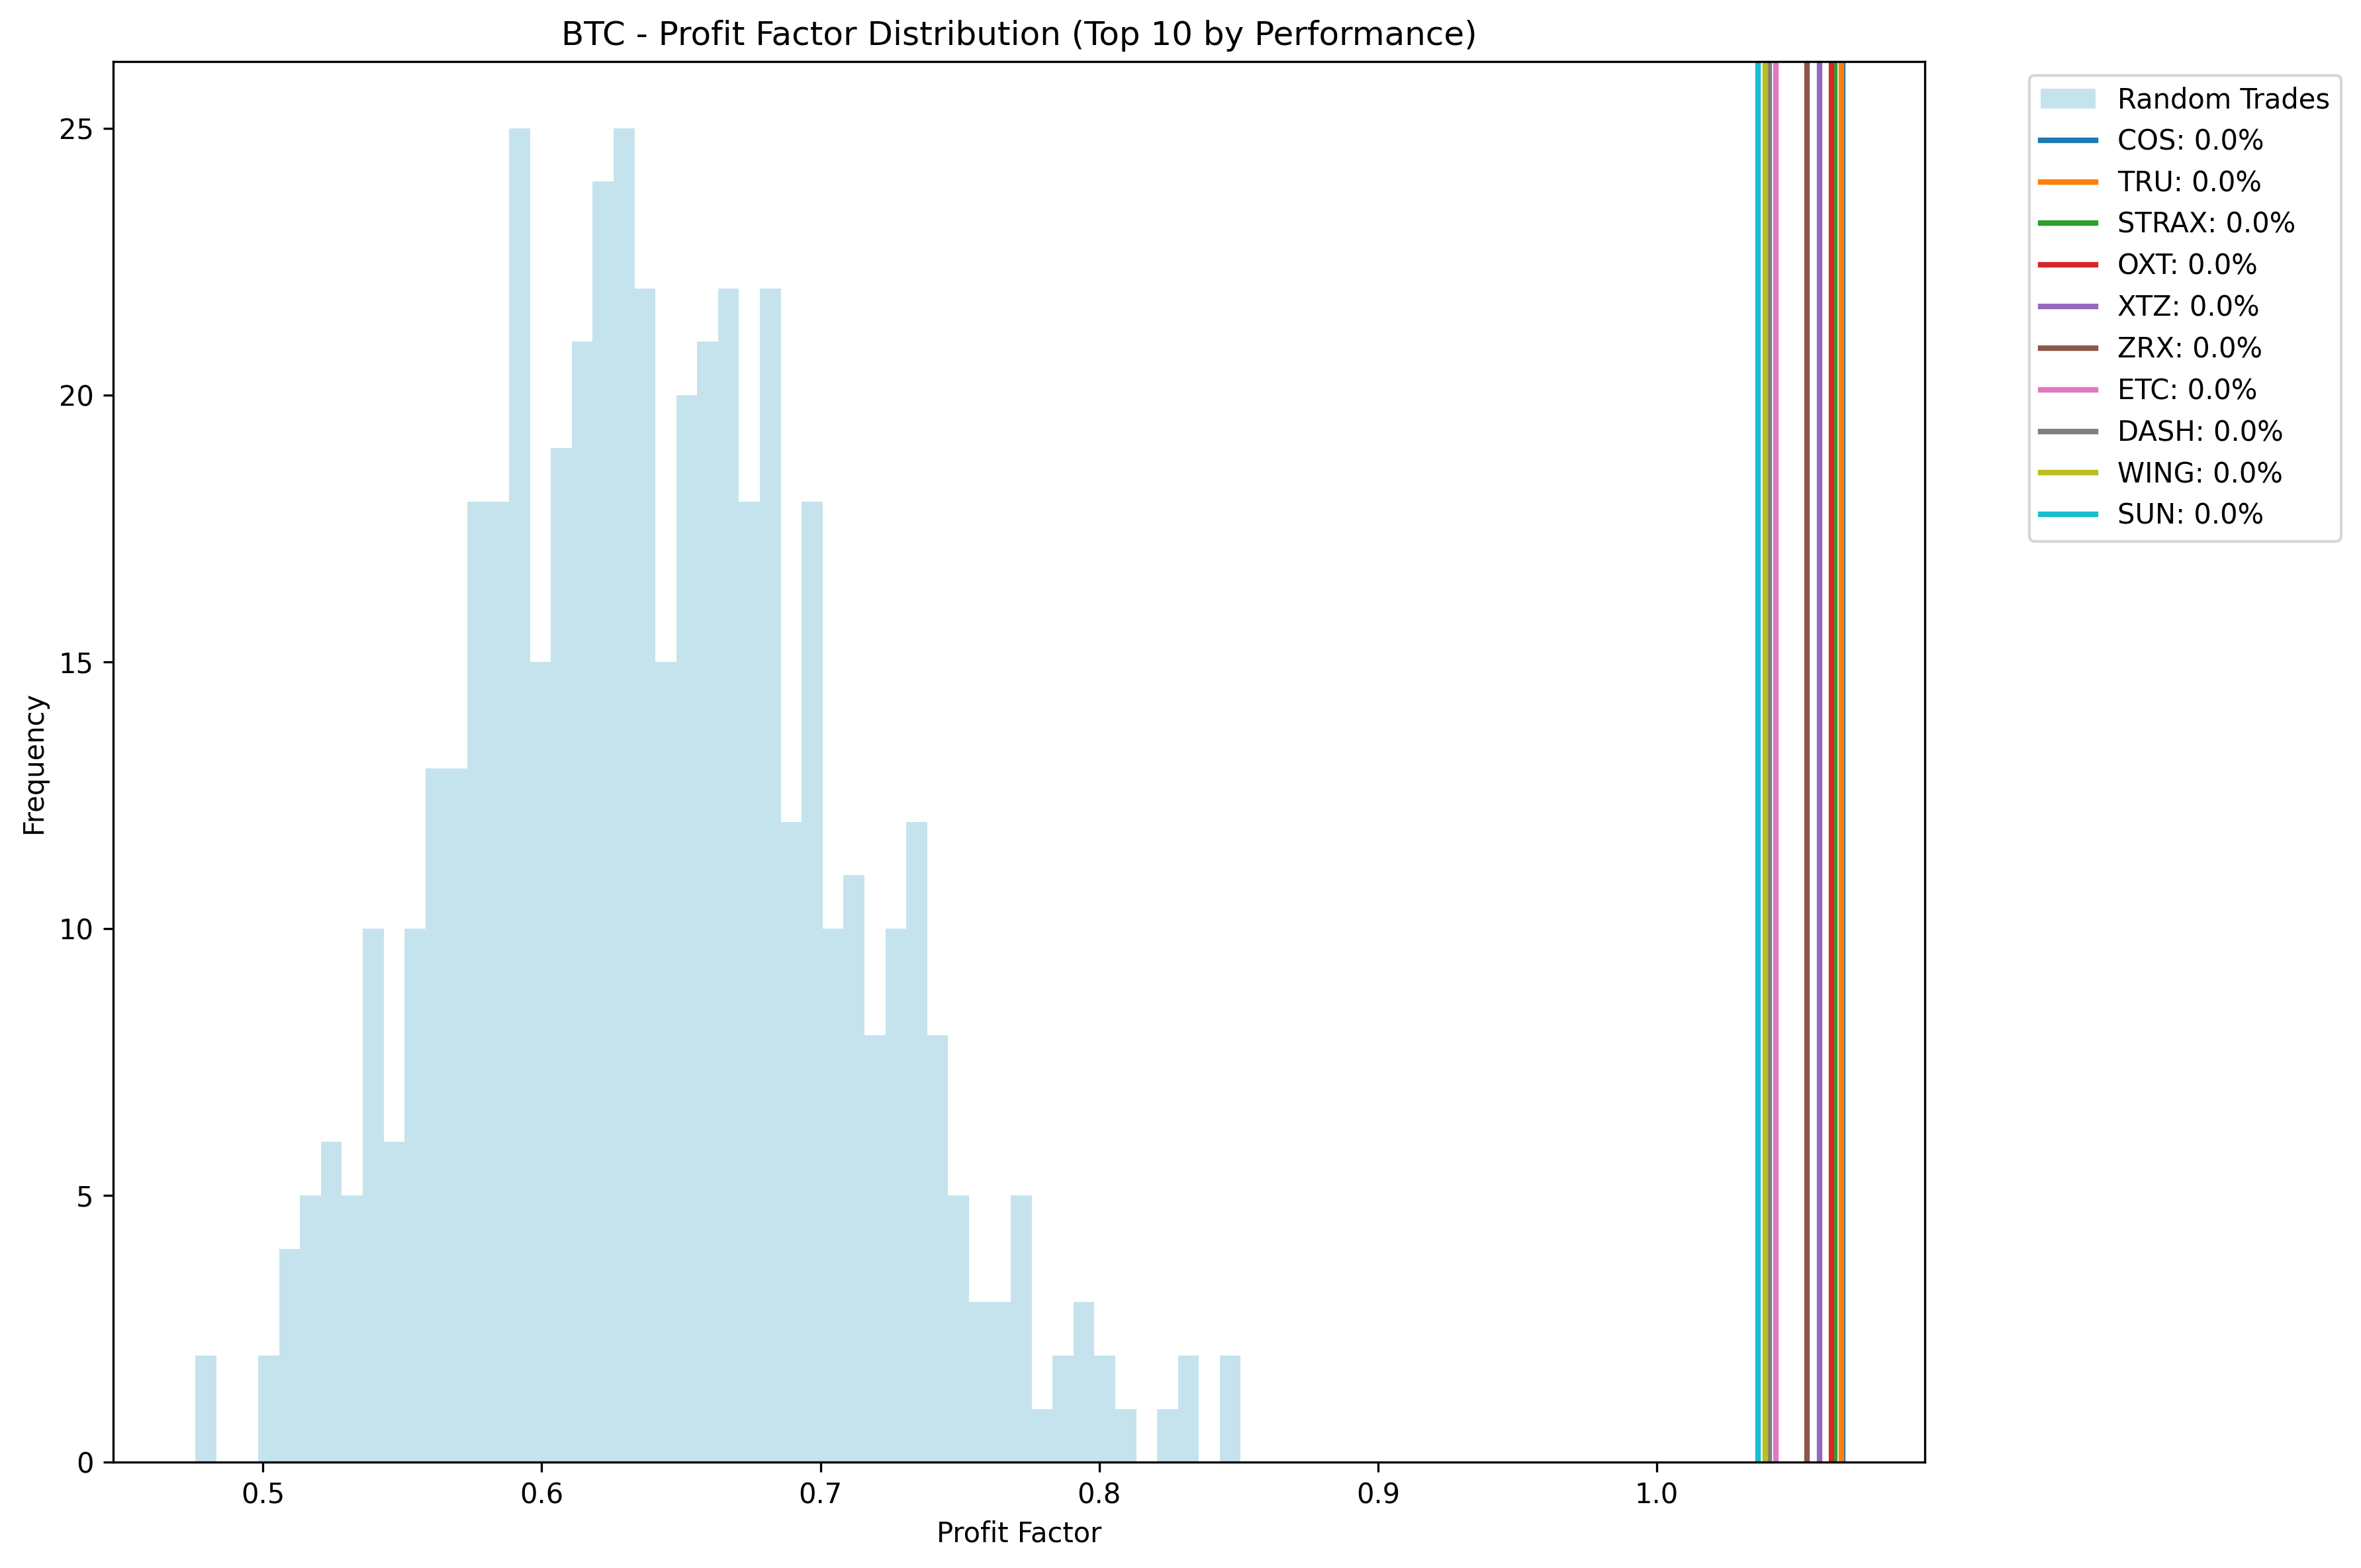 BTC - Profit Factor Distribution (Top 10 by Performance)
Random Trades
COS: 0.0%
TRU: 0.0%
STRAX: 0.0%
OXT: 0.0%
XTZ: 0.0%
ZRX: 0.0%
ETC: 0.0%
DASH: 0.0%
WING: 0.0%
SUN: 0.0%
Frequency
25
20
15
10
5
0
0.5 0.6 0.7 0.8 0.9 1.0
Profit Factor